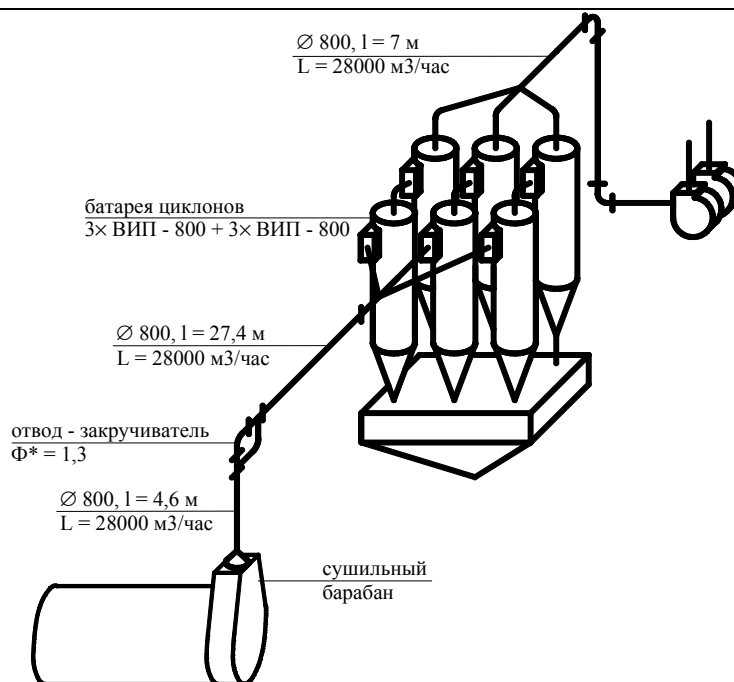 ∅ 800, l = 7 м
L = 28000 м3/час
батарея циклонов
3× ВИП - 800 + 3× ВИП - 800
∅ 800, l = 27,4 м
L = 28000 м3/час
отвод - закручиватель
Ф* = 1,3
∅ 800, l = 4,6 м
L = 28000 м3/час
сушильный
барабан